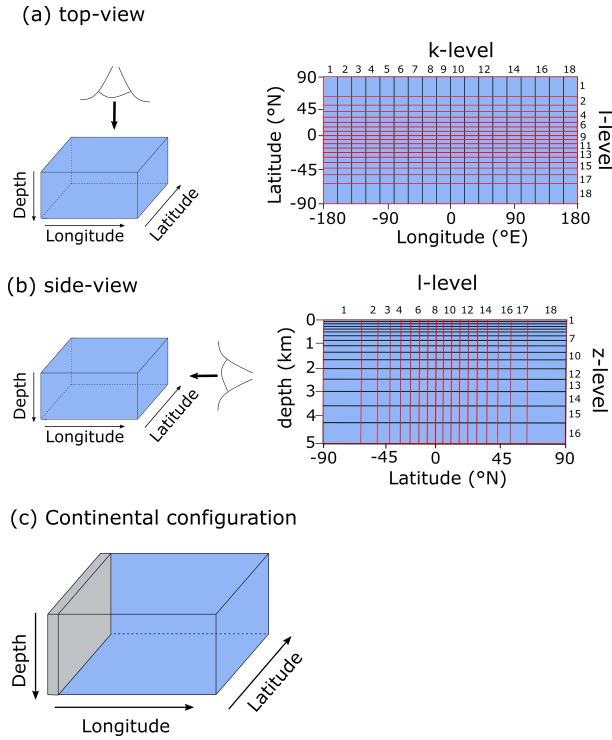 (a) top-view
Depth
Longitude
Latitude
k-level
1 2 3 4 5 6 7 8 9 10 12 14 16 18
90
45
0
-45
-90
Latitude (°N)
1
2
4
6
9
11
13
15
17
18
l-level
-180 -90 0 90 180
Longitude (°E)
(b) side-view
Depth
Longitude
Latitude
l-level
1 2 3 4 6 8 10 12 14 16 17 18
0
1
2
3
4
5
depth (km)
1
7
10
12
13
14
15
16
z-level
-90 -45 0 45 90
Latitude (°N)
(c) Continental configuration
Depth
Longitude
Latitude